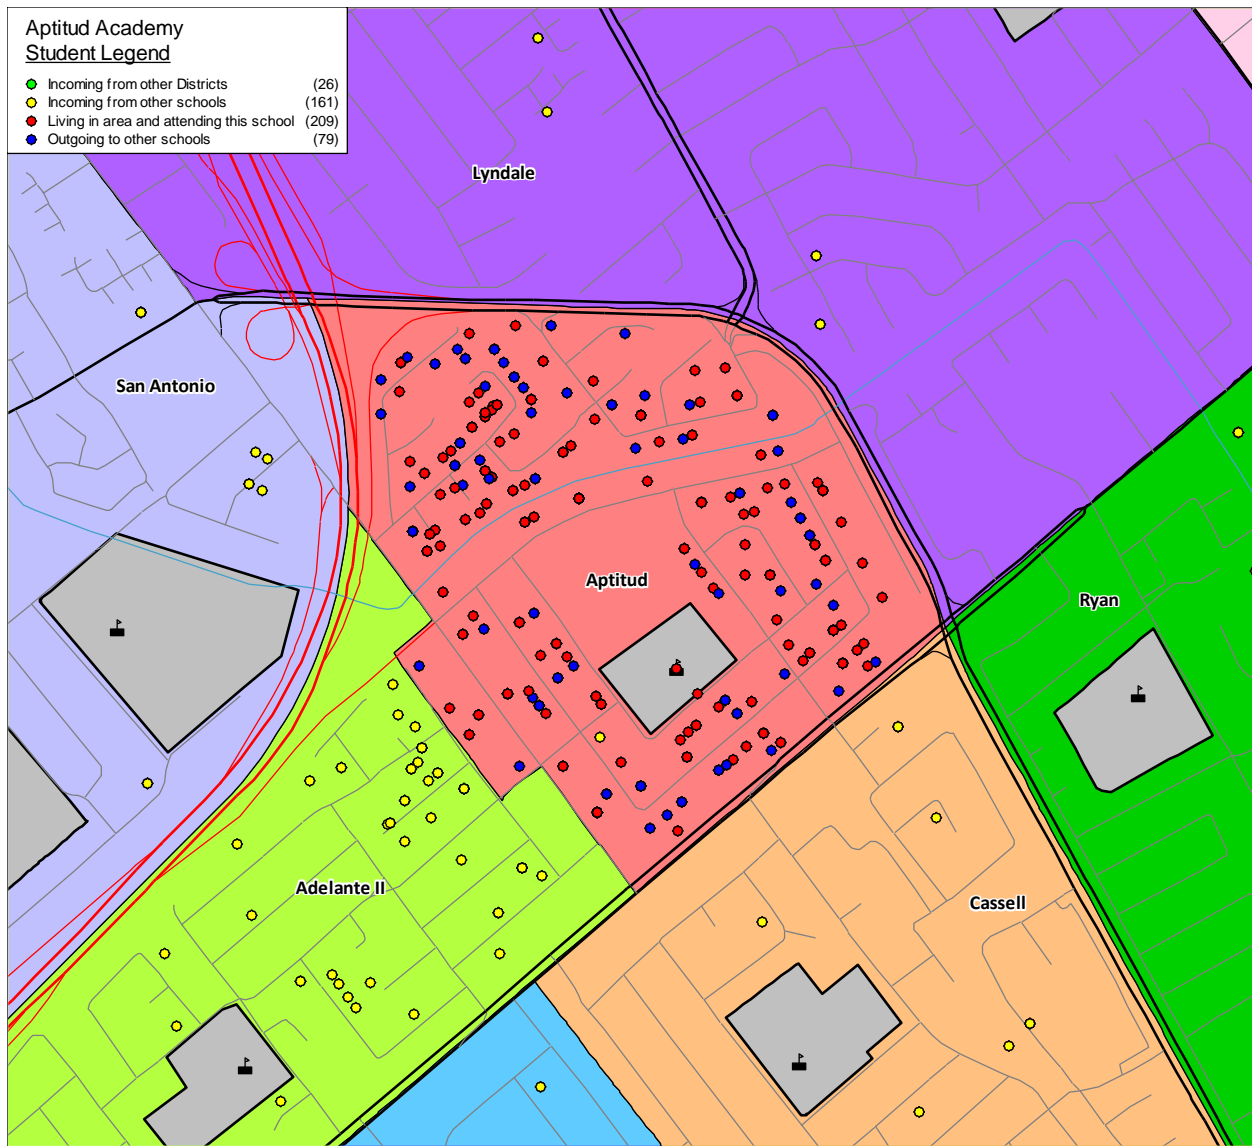 Aptitud Academy
Student Legend
Incoming from other Districts (26)
Incoming from other schools (161)
Living in area and attending this school (209)
Outgoing to other schools (79)
Lyndale
San Antonio
Aptitud
Ryan
Adelante II
Cassell